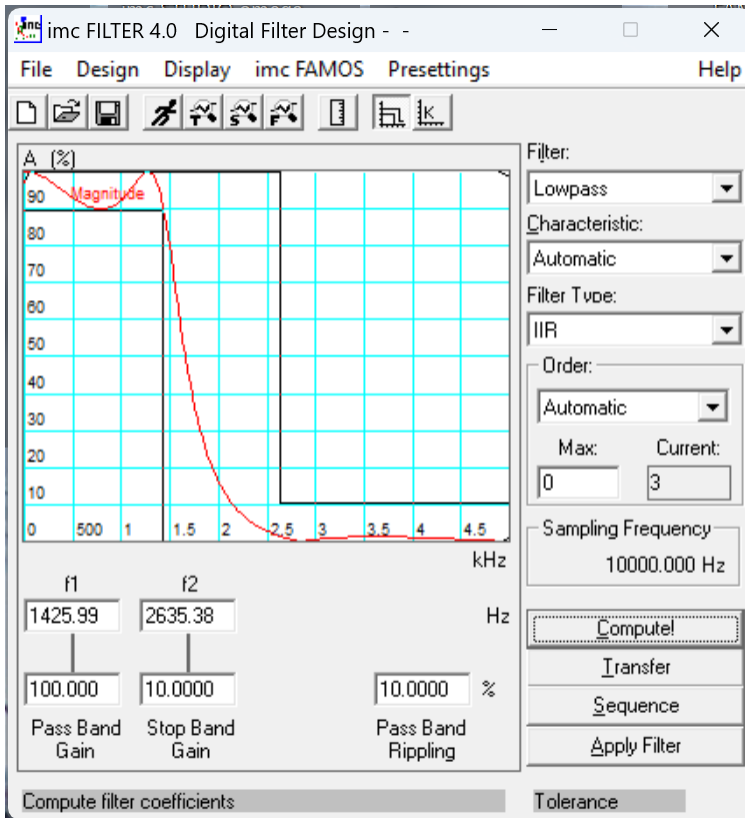 imc FILTER 4.0 Digital Filter Design - -
File Design Display imc FAMOS Presettings Help
A (%)
Magnitude
90
80
70
60
50
40
30
20
10
0 500 1 1.5 2 2.5 3 3.5 4 4.5
kHz
f1 f2
1425.99 2635.38 Hz
100.000 10.0000 10.0000 %
Pass Band Gain
Stop Band Gain
Pass Band Rippling
Filter:
Lowpass
Characteristic:
Automatic
Filter Type:
IIR
Order:
Automatic
Max: Current:
0 3
Sampling Frequency
10000.000 Hz
Compute!
Transfer
Sequence
Apply Filter
Compute filter coefficients
Tolerance